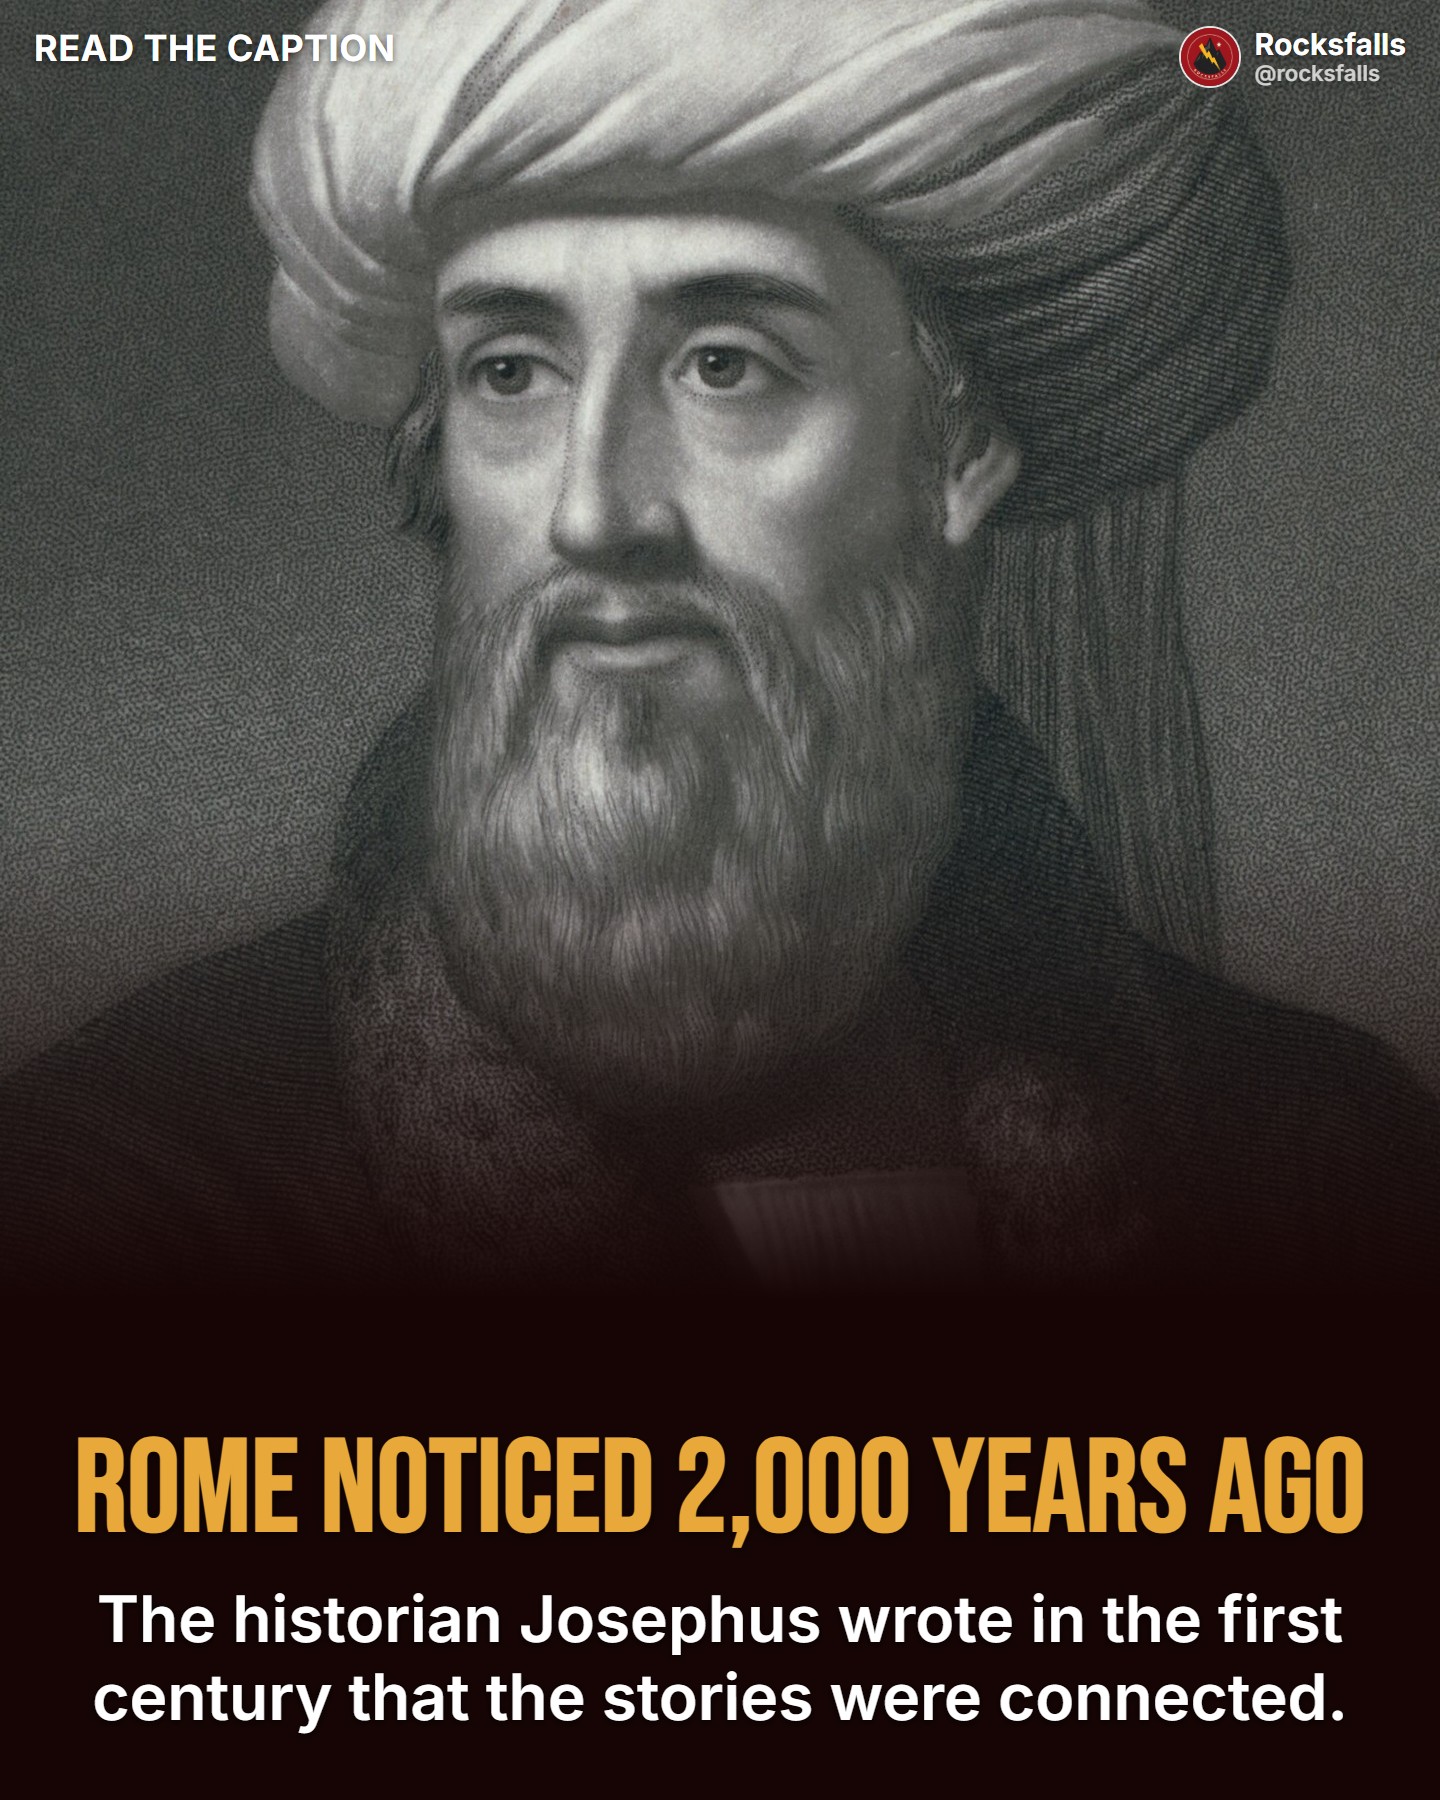 READ THE CAPTION
Rocksfalls
@rocksfalls
ROME NOTICED 2,000 YEARS AGO
The historian Josephus wrote in the first
century that the stories were connected.